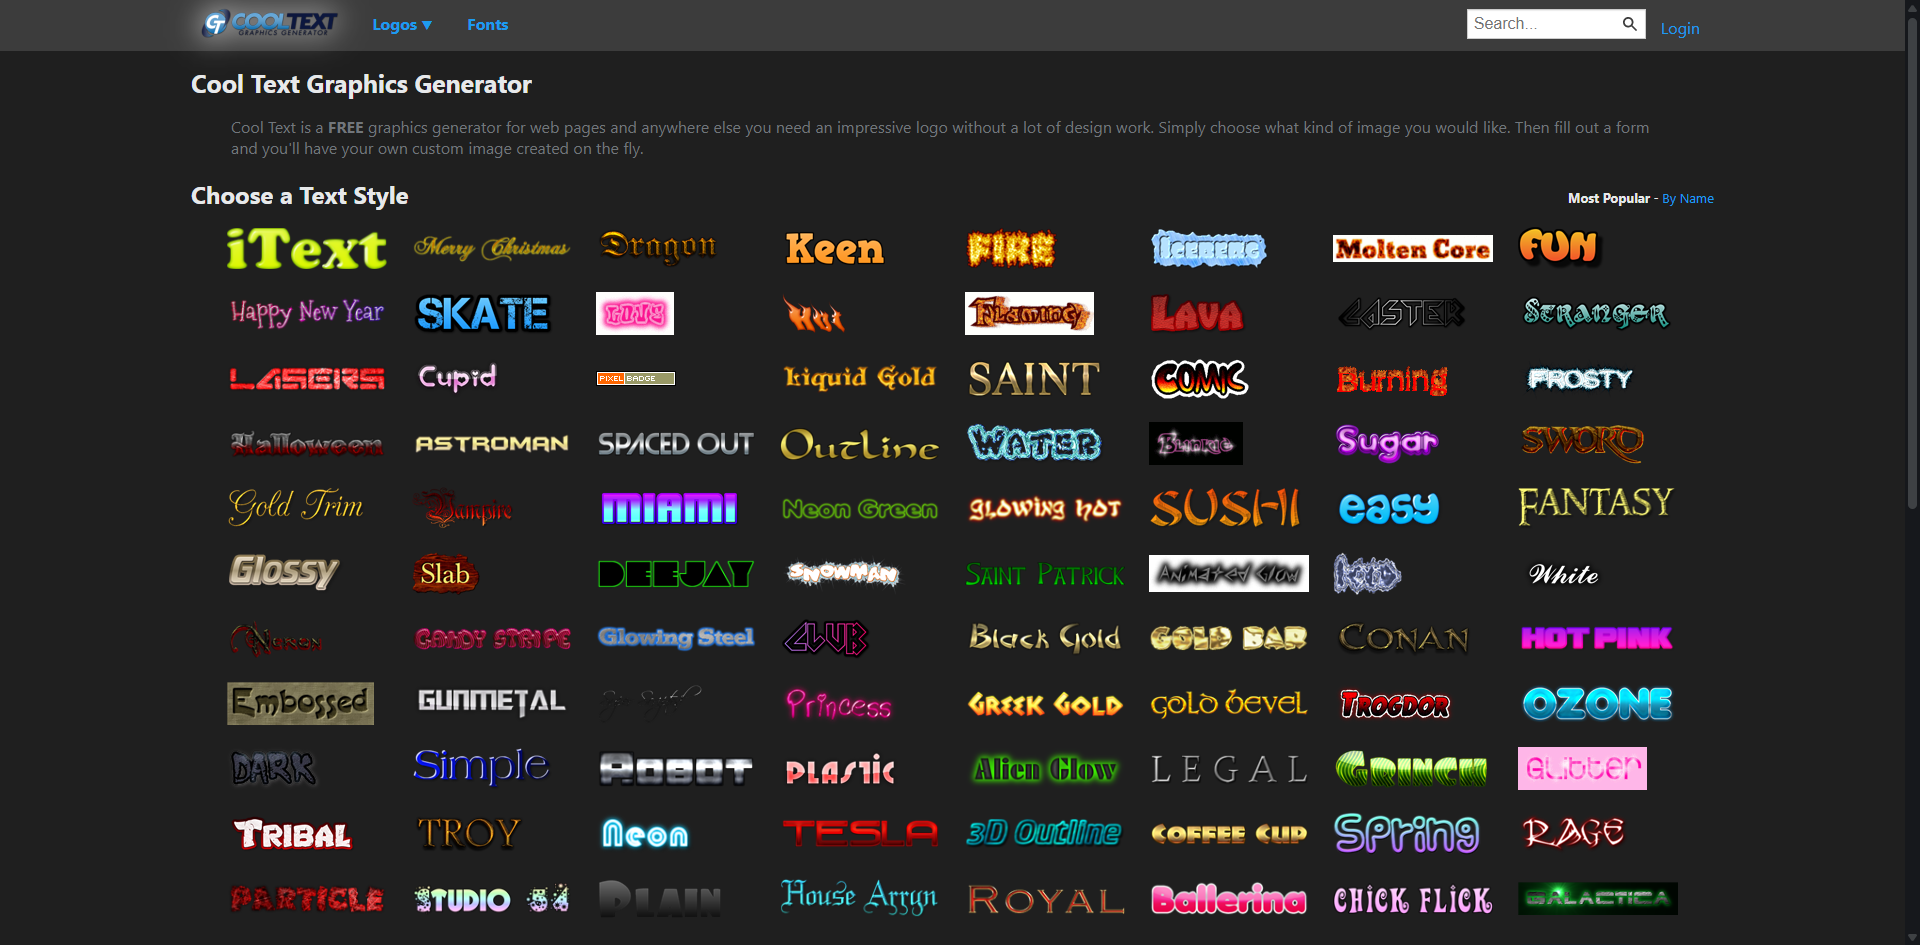 COOLTEXT
GRAPHICS GENERATOR
Logos ▼ Fonts
Search...
Login
Cool Text Graphics Generator
Cool Text is a FREE graphics generator for web pages and anywhere else you need an impressive logo without a lot of design work. Simply choose what kind of image you would like. Then fill out a form
and you'll have your own custom image created on the fly.
Choose a Text Style
Most Popular - By Name
iText Merry Christmas Dragon Keen FIRE Iceberg Molten Core FUN
Happy New Year SKATE Love Hot Flaming LAVA LASTER STRANGER
LASERS Cupid PIXEL BADGE Liquid Gold SAINT COMIC Burning FROSTY
Halloween ASTROMAN SPACED OUT Outline WATER Blinkie Sugar SWORD
Gold Trim Vampire MIAMI Neon Green Glowing Hot SUSHI easy FANTASY
Glossy Slab DEEJAY SNOWMAN SAINT PATRICK Animated Glow Iced White
CANDY STRIPE Glowing Steel CLUB Black Gold GOLD BAR CONAN HOT PINK
Embossed GUNMETAL Princess GREEK GOLD Gold Bevel TROGDOR OZONE
DARK Simple ROBOT PLASTIC Alien Glow LEGAL GRINCH Glitter
TRIBAL TROY Neon TESLA 3D Outline COFFEE CUP Spring RAGE
PARTICLE STUDIO 54 PLAIN House Arryn ROYAL Ballerina CHICK FLICK GALACTICA